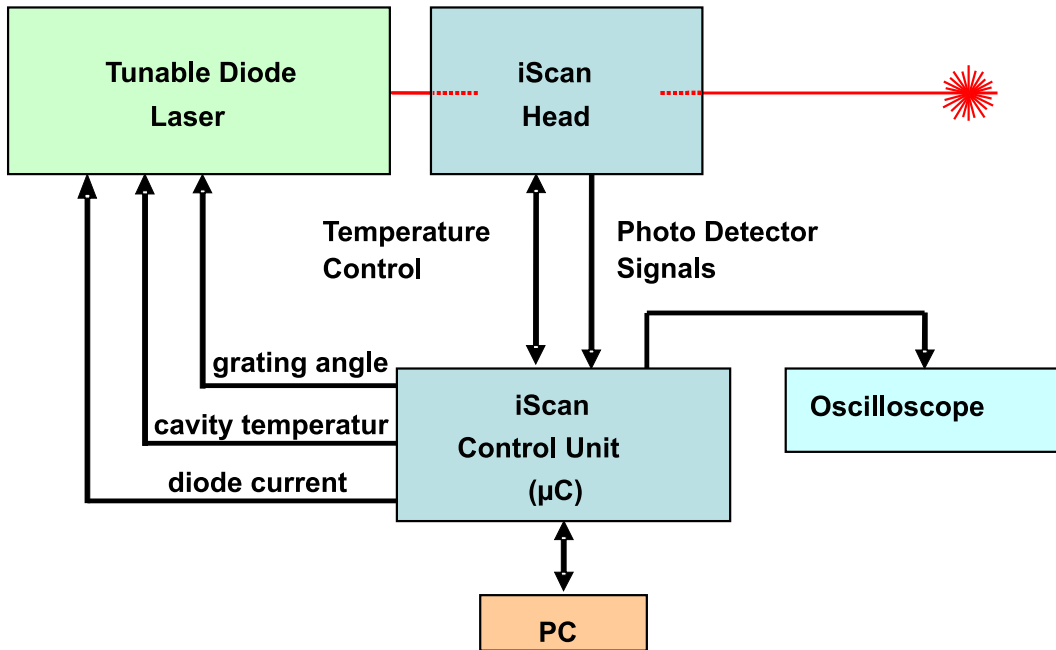 Tunable Diode
Laser
iScan
Head
Temperature
Control
Photo Detector
Signals
grating angle
cavity temperatur
diode current
iScan
Control Unit
(µC)
Oscilloscope
PC